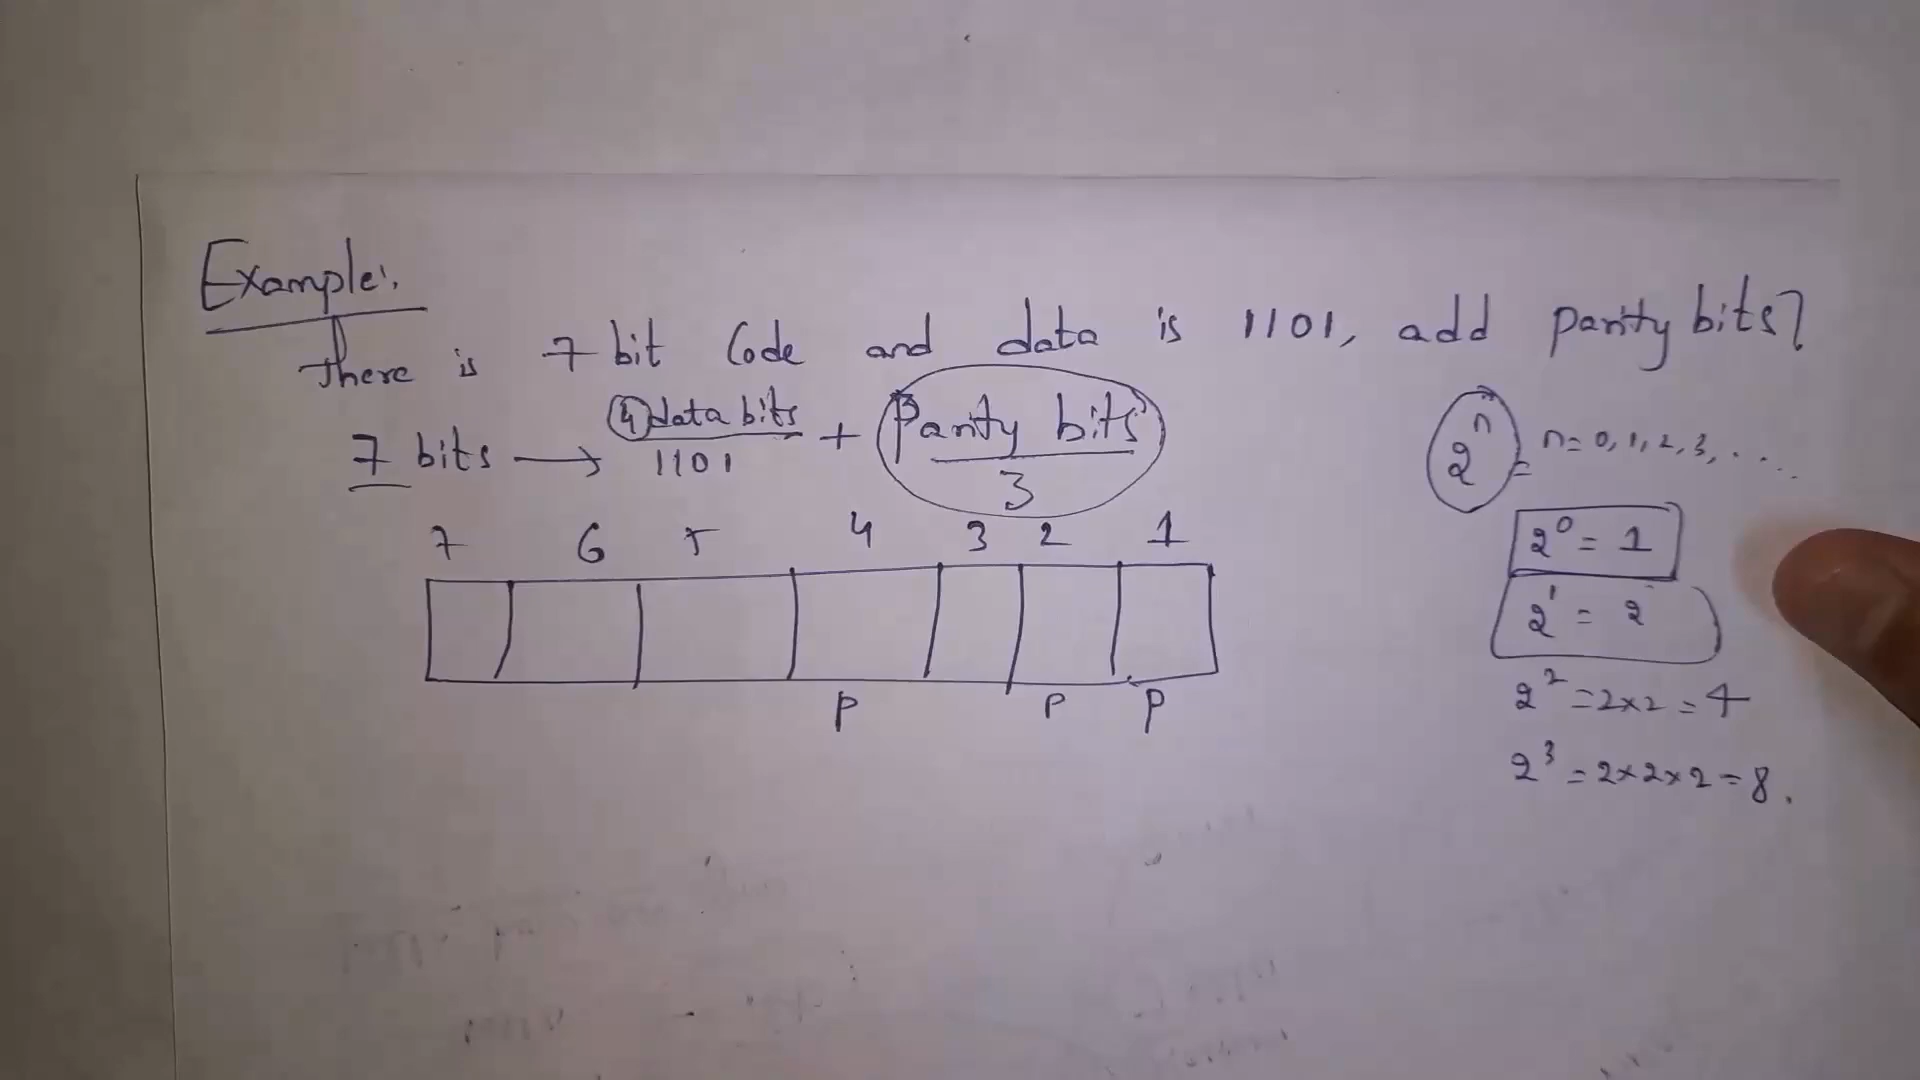 Example:
There is 7 bit Code and data is 1101, add parity bits?
7 bits → 4 data bits + Parity bits
1101 3
7 6 5 4 3 2 1
P P P
2^n = n = 0, 1, 2, 3, .....
2^0 = 1
2^1 = 2
2^2 = 2×2 = 4
2^3 = 2×2×2 = 8.